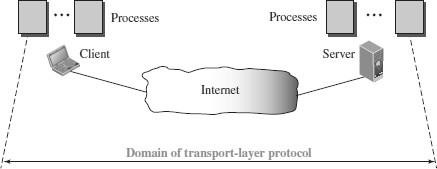 Processes
Processes
Client
Server
Internet
Domain of transport-layer protocol